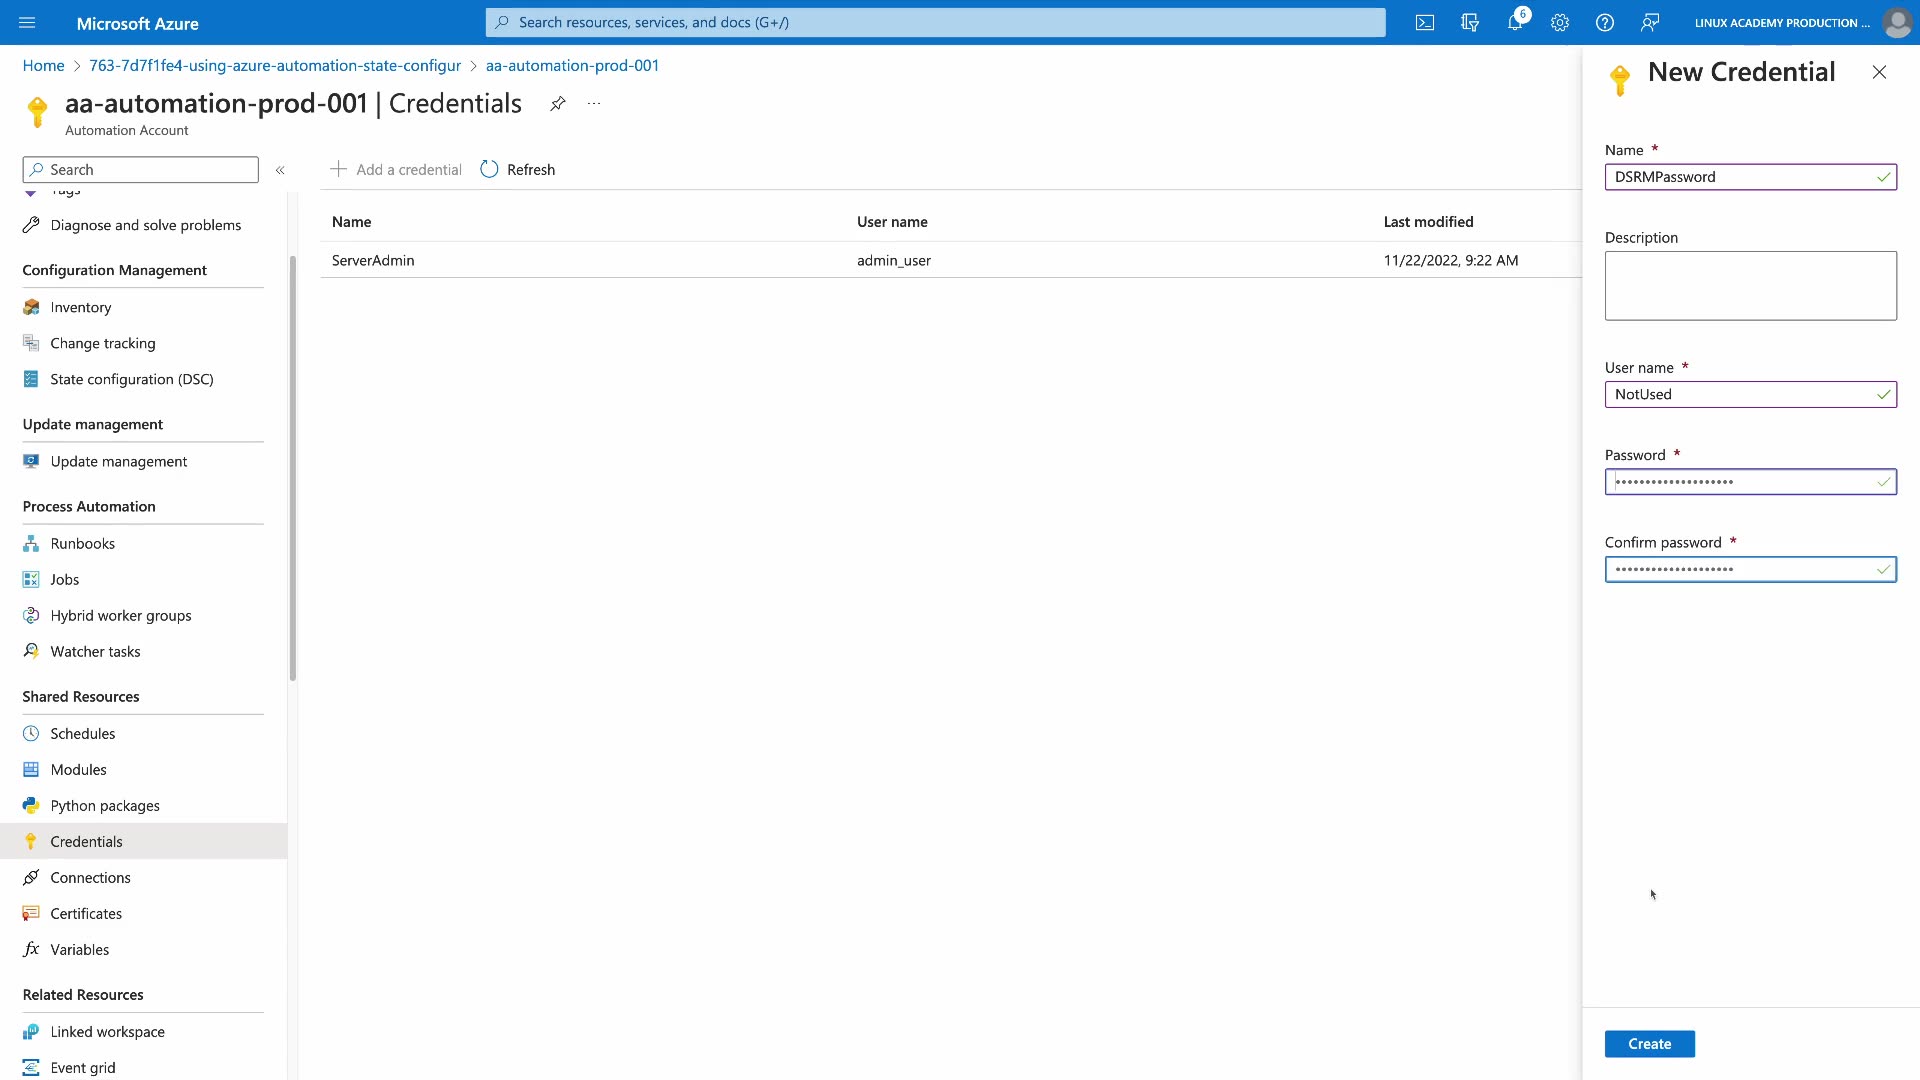 Microsoft Azure
Search resources, services, and docs (G+/)
6
LINUX ACADEMY PRODUCTION ...
Home > 763-7d7f1fe4-using-azure-automation-state-configur > aa-automation-prod-001
aa-automation-prod-001 | Credentials
...
Automation Account
Search
«
Tags
Diagnose and solve problems
Configuration Management
Inventory
Change tracking
State configuration (DSC)
Update management
Update management
Process Automation
Runbooks
Jobs
Hybrid worker groups
Watcher tasks
Shared Resources
Schedules
Modules
Python packages
Credentials
Connections
Certificates
Variables
Related Resources
Linked workspace
Event grid
Add a credential
Refresh
Name User name Last modified
ServerAdmin admin_user 11/22/2022, 9:22 AM
New Credential
Name *
DSRMPassword
Description
User name *
NotUsed
Password *
••••••••••••••••••••
Confirm password *
••••••••••••••••••••
Create